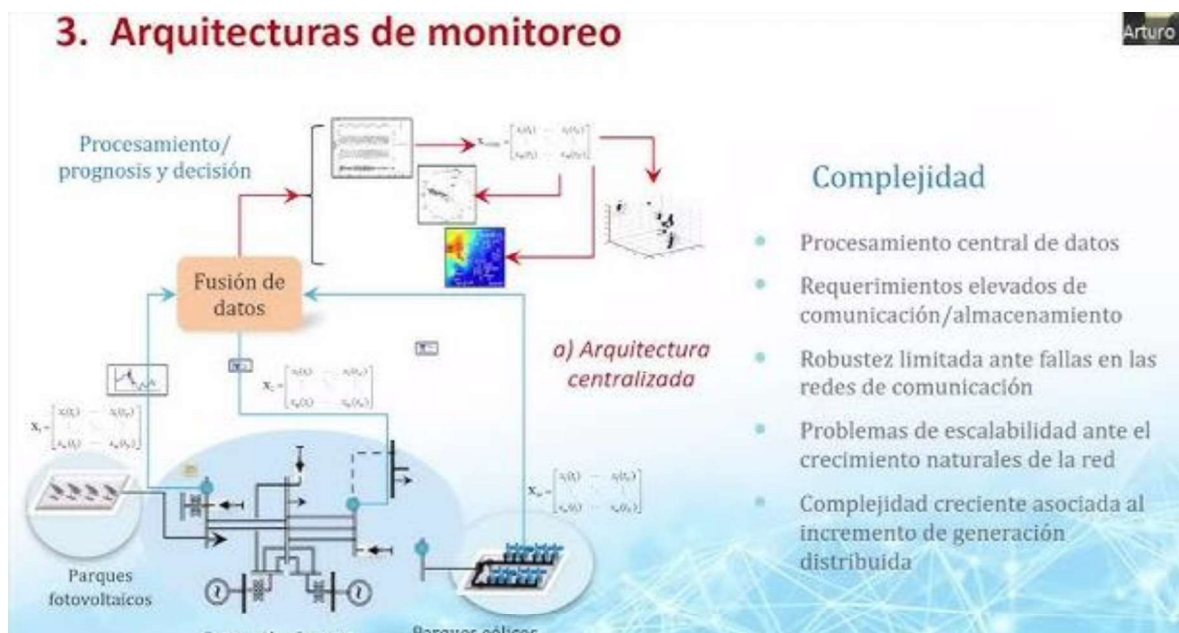 3. Arquitecturas de monitoreo
Arturo
Procesamiento/
prognosis y decisión
Fusión de
datos
a) Arquitectura
centralizada
Parques
fotovoltaicos
Parques eólicos
Complejidad
Procesamiento central de datos
Requerimientos elevados de
comunicación/almacenamiento
Robustez limitada ante fallas en las
redes de comunicación
Problemas de escalabilidad ante el
crecimiento naturales de la red
Complejidad creciente asociada al
incremento de generación
distribuida